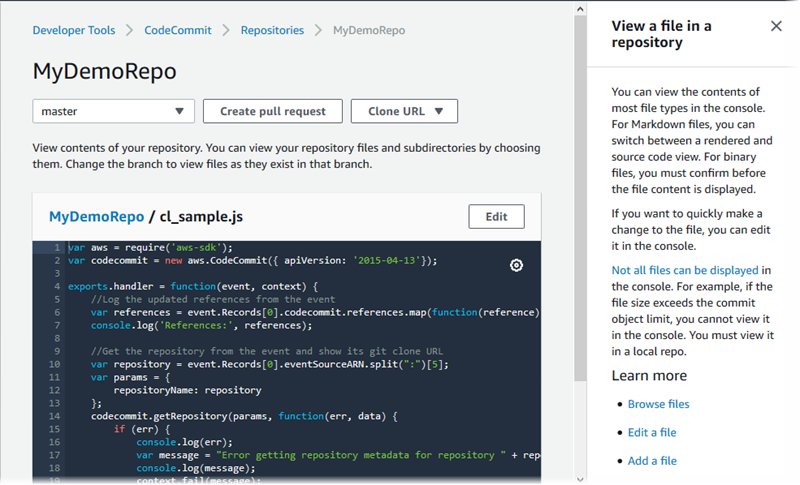 Developer Tools > CodeCommit > Repositories > MyDemoRepo
MyDemoRepo
master
Create pull request
Clone URL
View contents of your repository. You can view your repository files and subdirectories by choosing
them. Change the branch to view files as they exist in that branch.
MyDemoRepo / cl_sample.js
Edit
1 var aws = require('aws-sdk');
2 var codecommit = new aws.CodeCommit({ apiVersion: '2015-04-13'});
3
4 exports.handler = function(event, context) {
5 //Log the updated references from the event
6 var references = event.Records[0].codecommit.references.map(function(reference)
7 console.log('References:', references);
8
9 //Get the repository from the event and show its git clone URL
10 var repository = event.Records[0].eventSourceARN.split(":")[5];
11 var params = {
12 repositoryName: repository
13 };
14 codecommit.getRepository(params, function(err, data) {
15 if (err) {
16 console.log(err);
17 var message = "Error getting repository metadata for repository " + rep
18 console.log(message);
19 context.fail(message);
View a file in a
repository
You can view the contents of
most file types in the console.
For Markdown files, you can
switch between a rendered and
source code view. For binary
files, you must confirm before
the file content is displayed.
If you want to quickly make a
change to the file, you can edit
it in the console.
Not all files can be displayed in
the console. For example, if the
file size exceeds the commit
object limit, you cannot view it
in the console. You must view it
in a local repo.
Learn more
• Browse files
• Edit a file
• Add a file